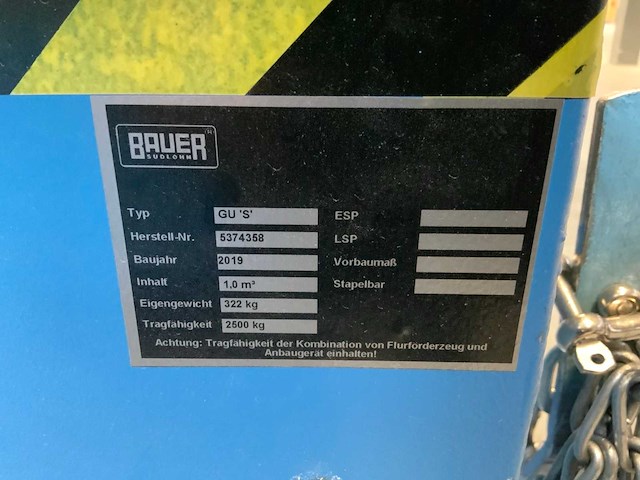 BAUER
SÜDLOHN
Typ GU 'S' ESP
Herstell-Nr. 5374358 LSP
Baujahr 2019 Vorbaumaß
Inhalt 1,0 m³ Stapelbar
Eigengewicht 322 kg
Tragfähigkeit 2500 kg
Achtung: Tragfähigkeit der Kombination von Flurförderzeug und
Anbaugerät einhalten!